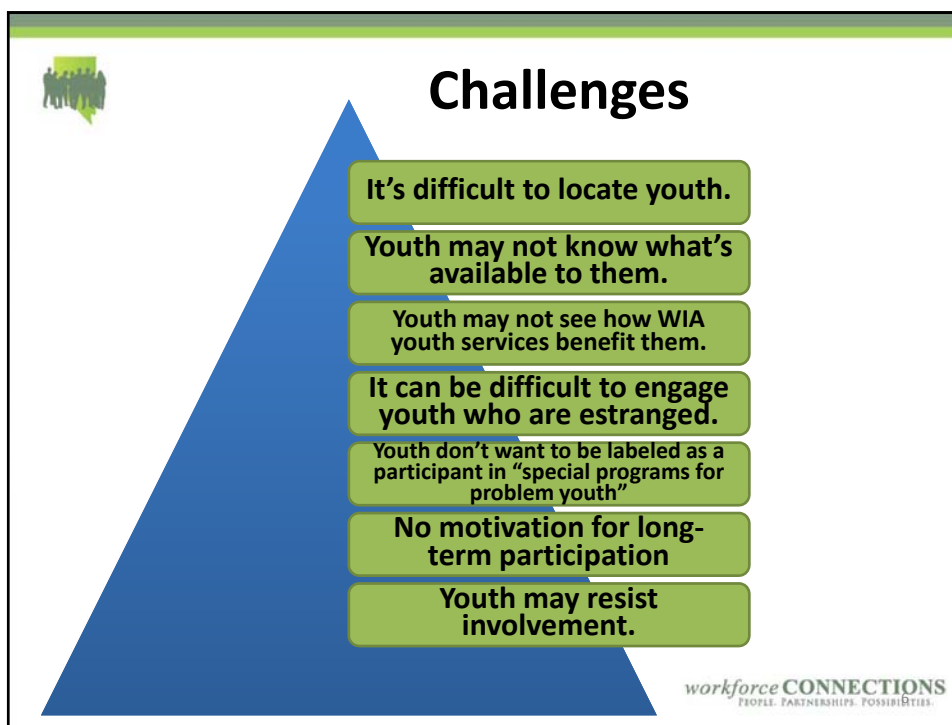 Challenges
It’s difficult to locate youth.
Youth may not know what’s
available to them.
Youth may not see how WIA
youth services benefit them.
It can be difficult to engage
youth who are estranged.
Youth don’t want to be labeled as a
participant in “special programs for
problem youth”
No motivation for long-
term participation
Youth may resist
involvement.
workforce CONNECTIONS
PEOPLE. PARTNERSHIPS. POSSIBILITIES.
6